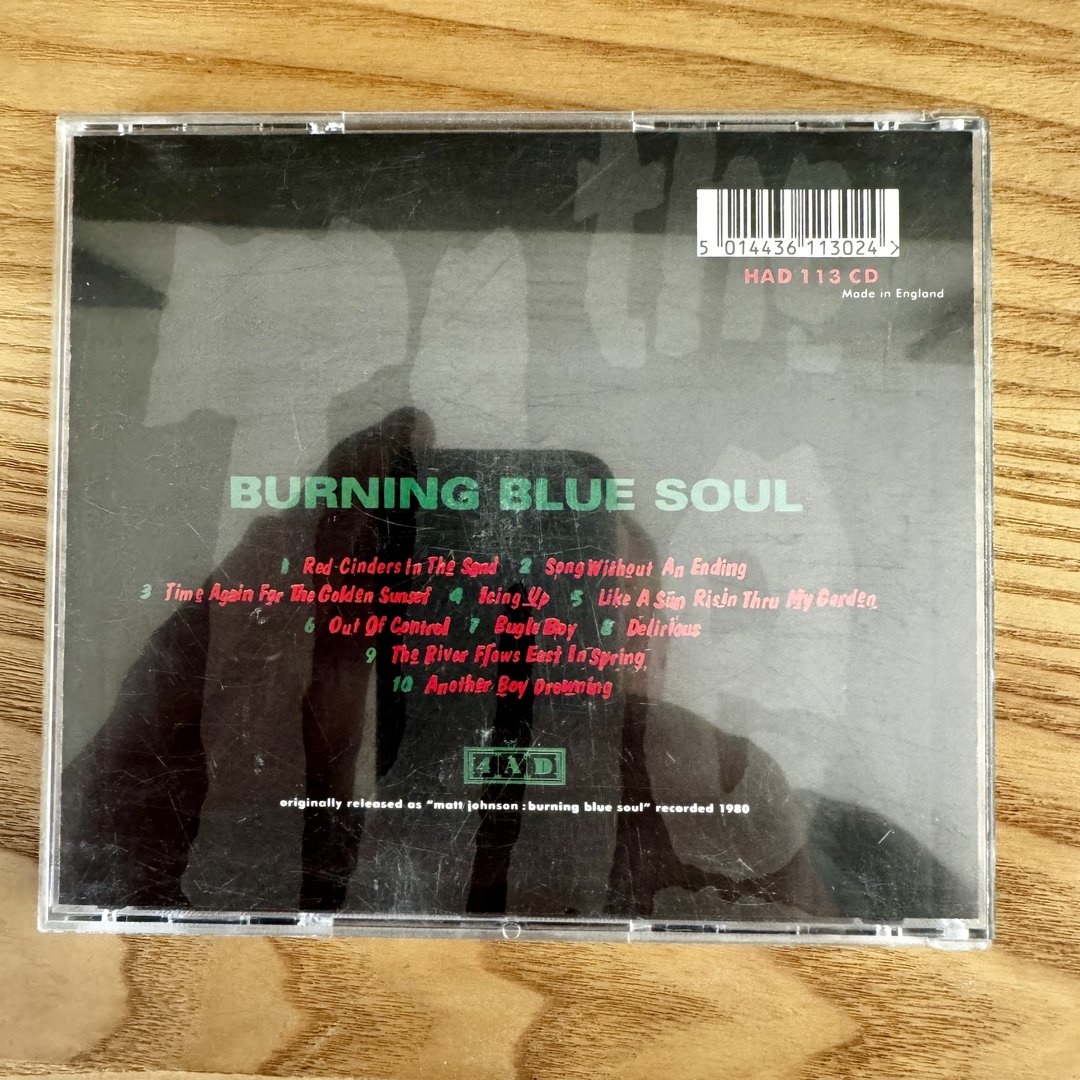 the
5 014436 113024 >
HAD 113 CD
Made in England
BURNING BLUE SOUL
1 Red Cinders In The Sand 2 Song Without An Ending
3 Time Again For The Golden Sunset 4 Icing Up 5 Like A Sun Risin Thru My Garden
6 Out Of Control 7 Bugle Boy 8 Delirious
9 The River Flows East In Spring
10 Another Boy Drowning
4AD
originally released as "matt johnson : burning blue soul" recorded 1980